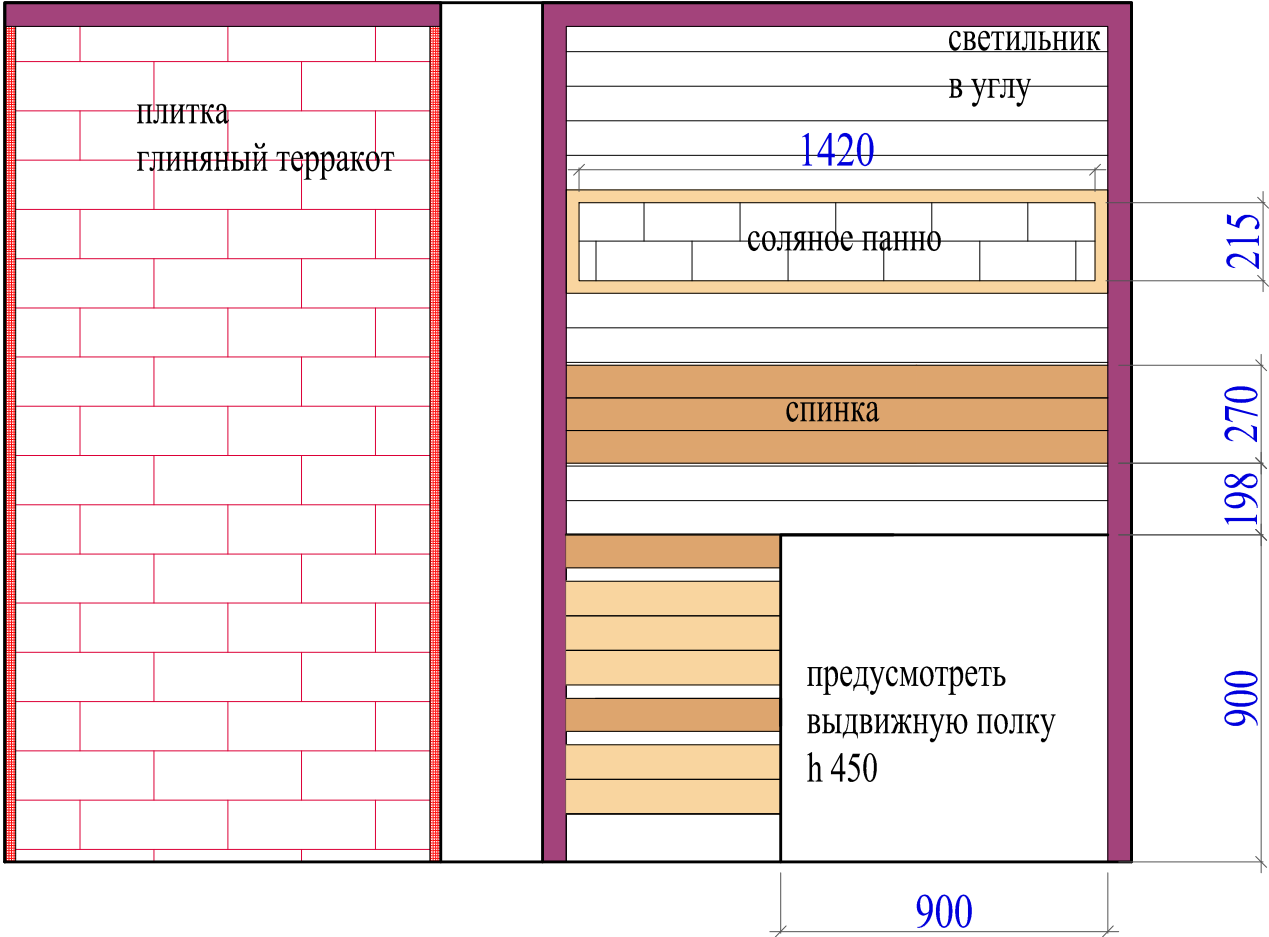 светильник
в углу
плитка
глиняный терракот
1420
соляное панно
215
спинка
270
198
предусмотреть
выдвижную полку
h 450
900
900